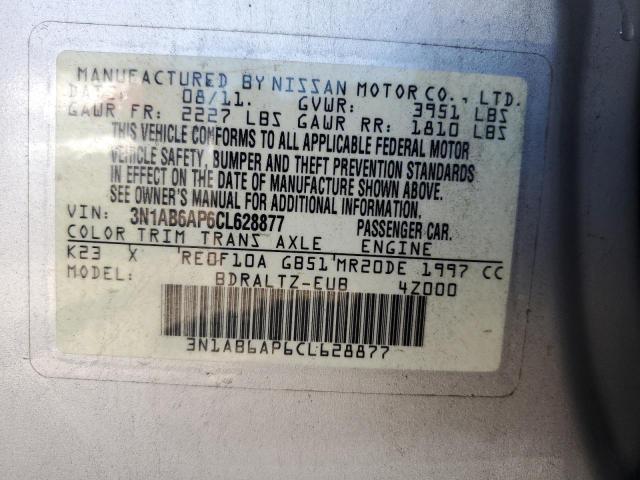 MANUFACTURED BY NISSAN MOTOR CO., LTD.
DATE: 08/11. GVWR: 3951 LBS
GAWR FR: 2227 LBS GAWR RR: 1810 LBS
THIS VEHICLE CONFORMS TO ALL APPLICABLE FEDERAL MOTOR
VEHICLE SAFETY, BUMPER AND THEFT PREVENTION STANDARDS
IN EFFECT ON THE DATE OF MANUFACTURE SHOWN ABOVE.
SEE OWNER'S MANUAL FOR ADDITIONAL INFORMATION.
VIN: 3N1AB6AP6CL628877 PASSENGER CAR.
COLOR TRIM TRANS AXLE ENGINE
K23 X RE0F10A GB51 MR20DE 1997 CC
MODEL: BDRALTZ-EUB 4Z000
3N1AB6AP6CL628877